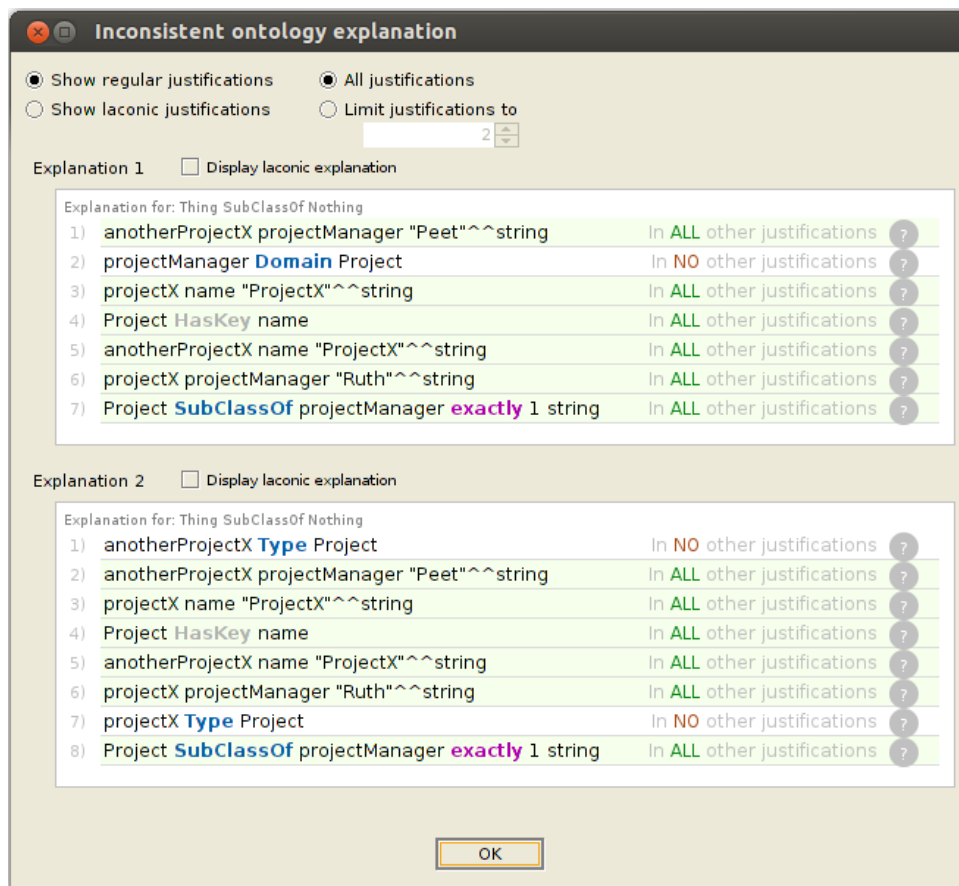 Inconsistent ontology explanation
Show regular justifications All justifications
Show laconic justifications Limit justifications to
2
Explanation 1 Display laconic explanation
Explanation for: Thing SubClassOf Nothing
1) anotherProjectX projectManager "Peet"^^string In ALL other justifications ?
2) projectManager Domain Project In NO other justifications ?
3) projectX name "ProjectX"^^string In ALL other justifications ?
4) Project HasKey name In ALL other justifications ?
5) anotherProjectX name "ProjectX"^^string In ALL other justifications ?
6) projectX projectManager "Ruth"^^string In ALL other justifications ?
7) Project SubClassOf projectManager exactly 1 string In ALL other justifications ?
Explanation 2 Display laconic explanation
Explanation for: Thing SubClassOf Nothing
1) anotherProjectX Type Project In NO other justifications ?
2) anotherProjectX projectManager "Peet"^^string In ALL other justifications ?
3) projectX name "ProjectX"^^string In ALL other justifications ?
4) Project HasKey name In ALL other justifications ?
5) anotherProjectX name "ProjectX"^^string In ALL other justifications ?
6) projectX projectManager "Ruth"^^string In ALL other justifications ?
7) projectX Type Project In NO other justifications ?
8) Project SubClassOf projectManager exactly 1 string In ALL other justifications ?
OK